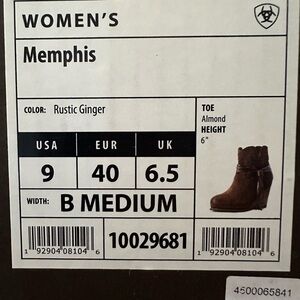 WOMEN'S
Memphis
COLOR: Rustic Ginger
TOE
Almond
HEIGHT
6"
USA EUR UK
9 40 6.5
WIDTH: B MEDIUM
1 92904 08104 6
10029681
1 92904 08104 6
4500065841